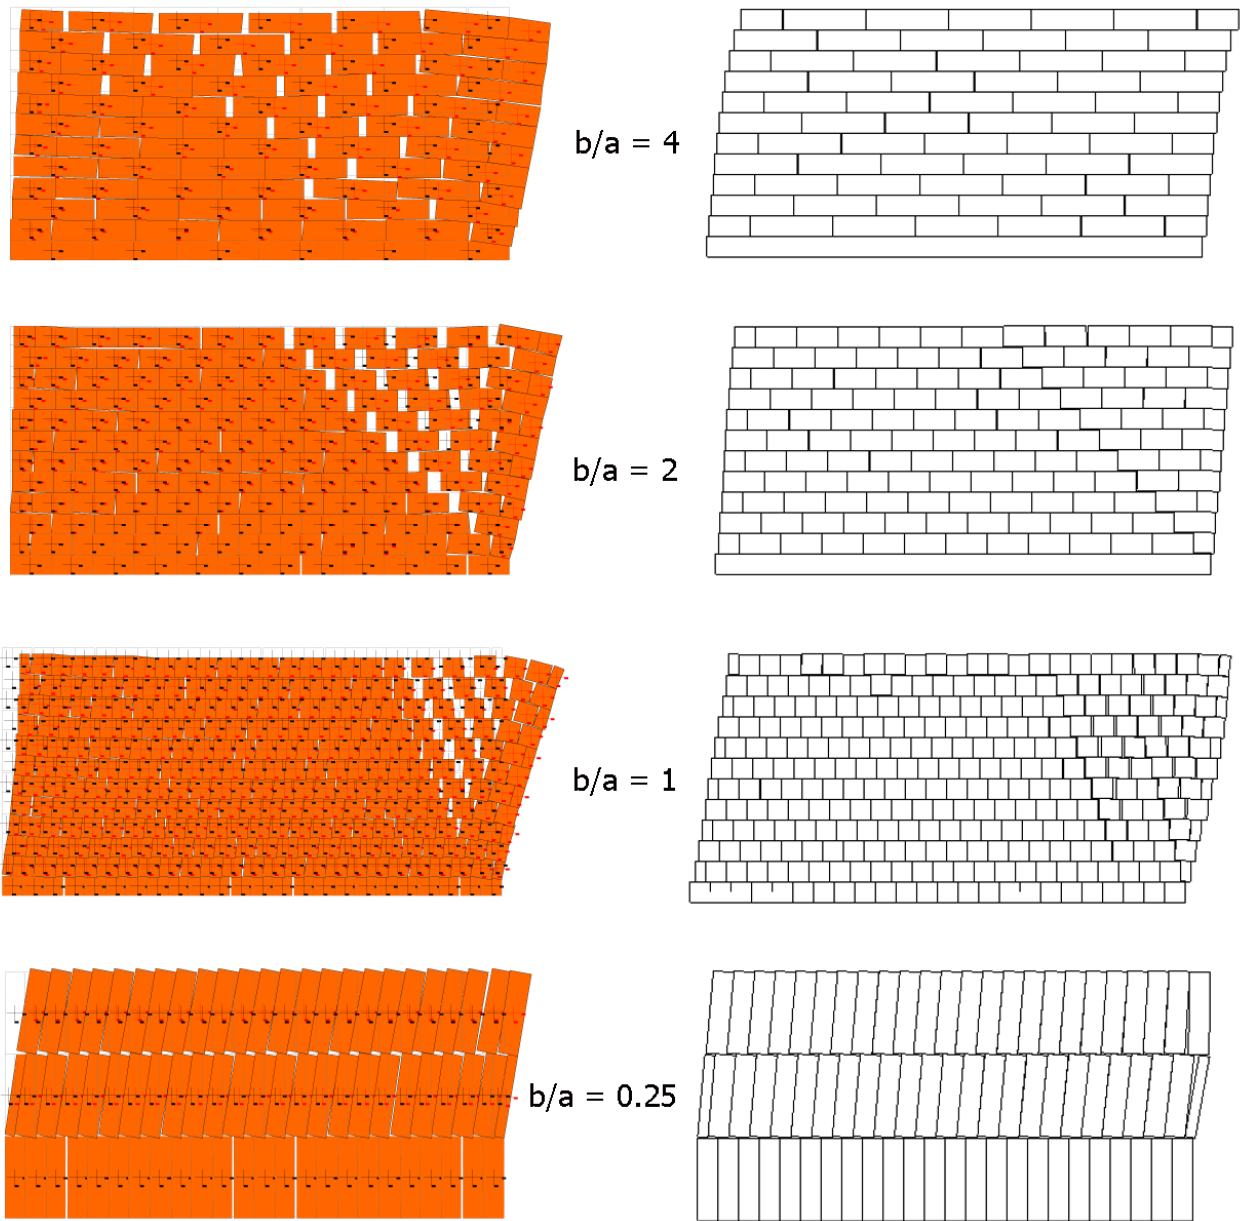 b/a = 4
b/a = 2
b/a = 1
b/a = 0.25